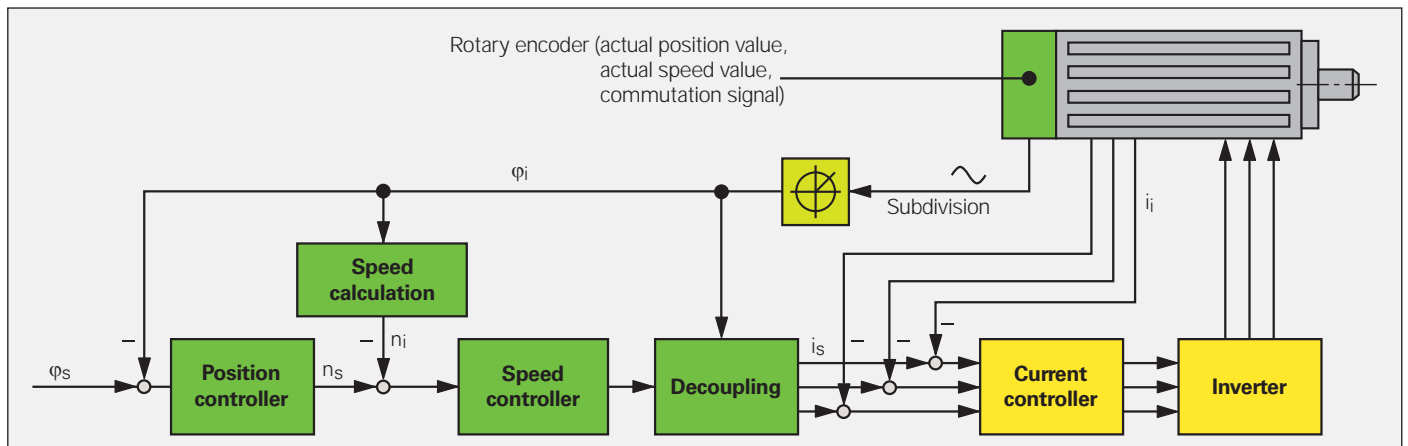 Rotary encoder (actual position value,
actual speed value,
commutation signal)
φi
Subdivision
ii
Speed
calculation
–
–
ni
is
–
–
–
φs
Position
controller
ns
Speed
controller
Decoupling
Current
controller
Inverter